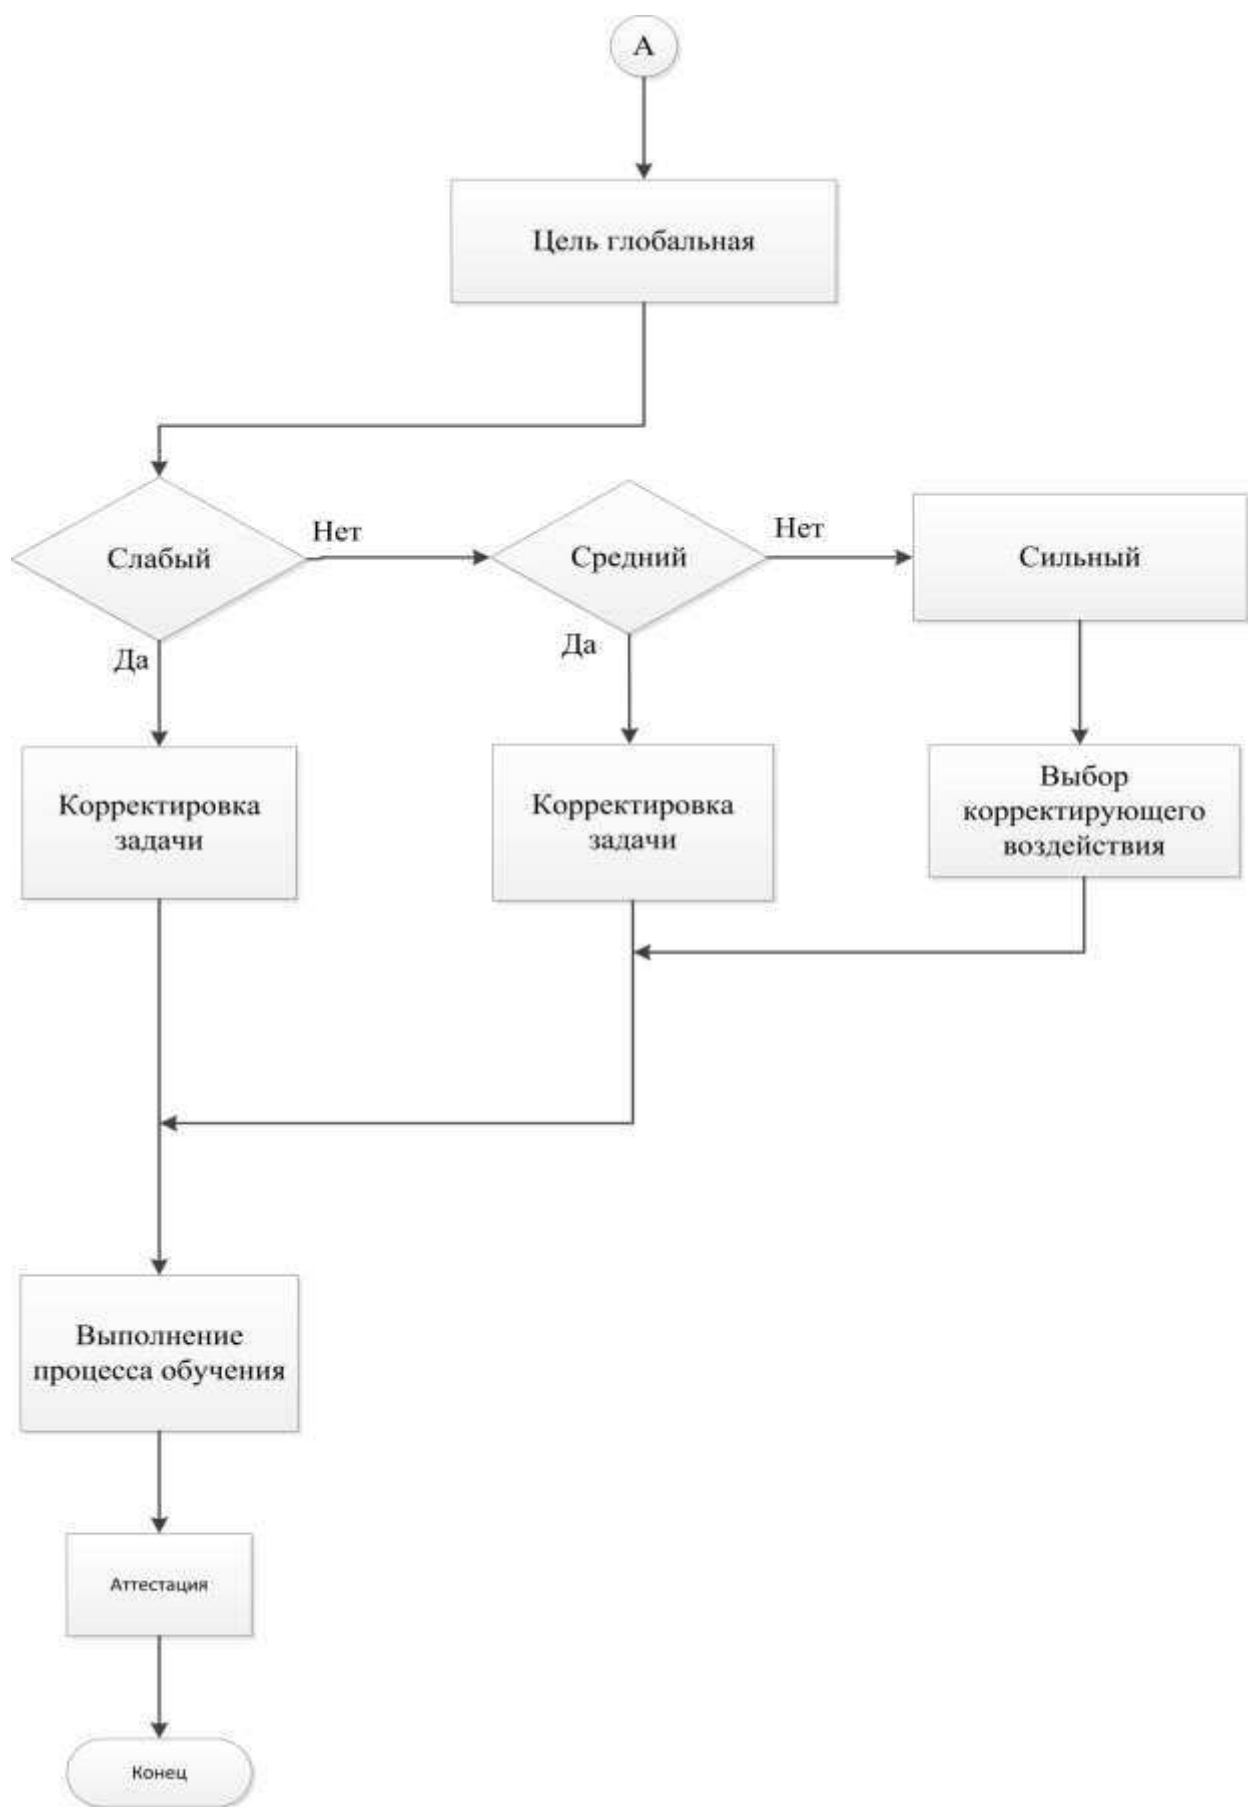 А
Цель глобальная
Слабый
Нет
Средний
Нет
Сильный
Да
Да
Корректировка
задачи
Корректировка
задачи
Выбор
корректирующего
воздействия
Выполнение
процесса обучения
Аттестация
Конец